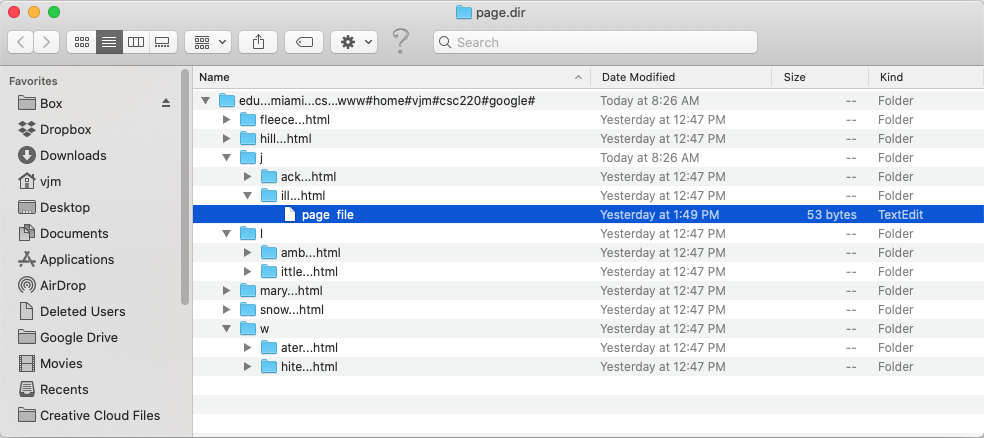 page.dir
? Search
Favorites
Box
Dropbox
Downloads
vjm
Desktop
Documents
Applications
AirDrop
Deleted Users
Google Drive
Movies
Recents
Creative Cloud Files
Name Date Modified Size Kind
edu...miami...cs...www#home#vjm#csc220#google# Today at 8:26 AM -- Folder
fleece...html Yesterday at 12:47 PM -- Folder
hill...html Yesterday at 12:47 PM -- Folder
j Today at 8:26 AM -- Folder
ack...html Yesterday at 12:47 PM -- Folder
ill...html Yesterday at 12:47 PM -- Folder
page file Yesterday at 1:49 PM 53 bytes TextEdit
l Yesterday at 12:47 PM -- Folder
amb...html Yesterday at 12:47 PM -- Folder
ittle...html Yesterday at 12:47 PM -- Folder
mary...html Yesterday at 12:47 PM -- Folder
snow...html Yesterday at 12:47 PM -- Folder
w Yesterday at 12:47 PM -- Folder
ater...html Yesterday at 12:47 PM -- Folder
hite...html Yesterday at 12:47 PM -- Folder